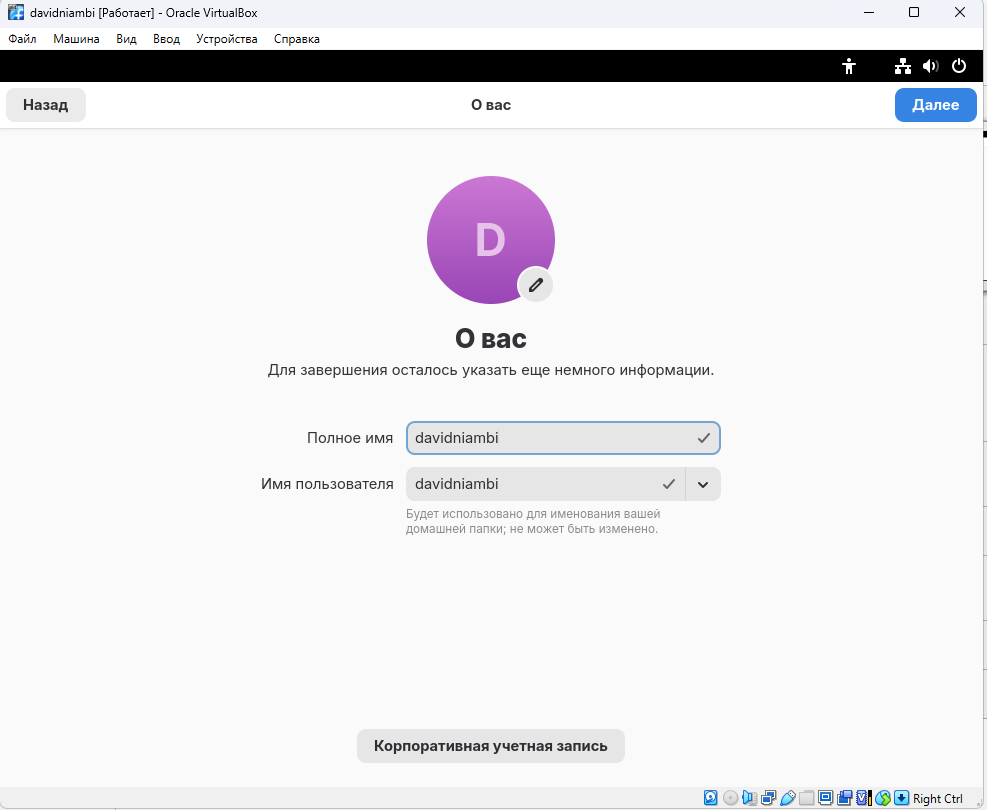 davidniambi [Работает] - Oracle VirtualBox
Файл Машина Вид Ввод Устройства Справка
Назад О вас Далее
D
О вас
Для завершения осталось указать еще немного информации.
Полное имя davidniambi
Имя пользователя davidniambi
Будет использовано для именования вашей
домашней папки; не может быть изменено.
Корпоративная учетная запись
Right Ctrl